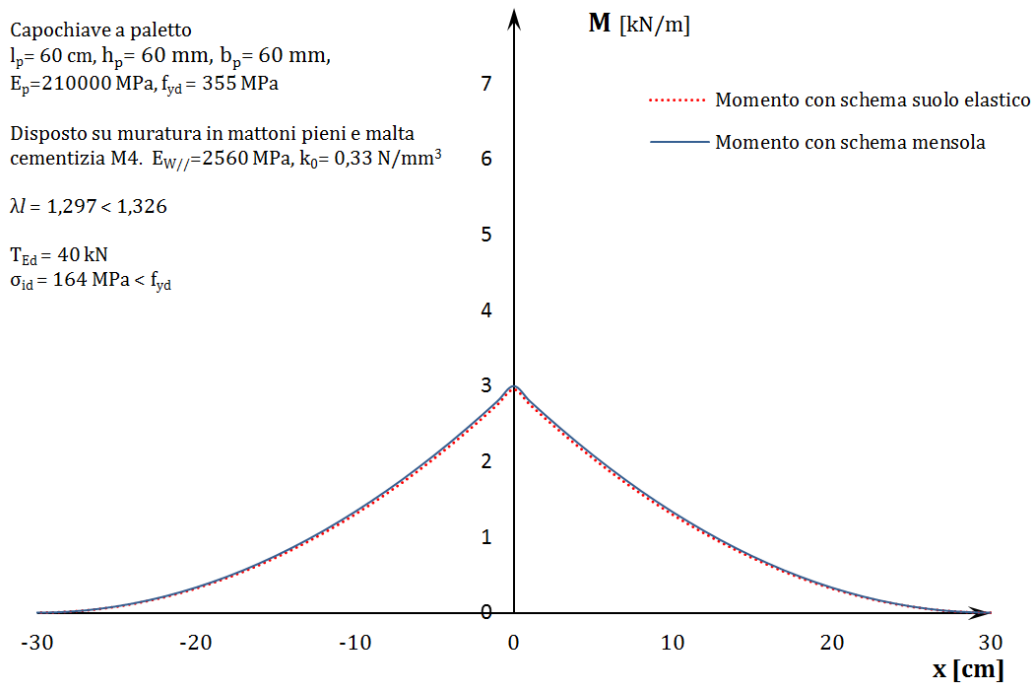 Capochiave a paletto
lp= 60 cm, hp= 60 mm, bp= 60 mm,
Ep=210000 MPa, fyd = 355 MPa
Disposto su muratura in mattoni pieni e malta
cementizia M4. EW//=2560 MPa, k0= 0,33 N/mm³
λl = 1,297 < 1,326
TEd = 40 kN
σid = 164 MPa < fyd
M [kN/m]
Momento con schema suolo elastico
Momento con schema mensola
7
6
5
4
3
2
1
0
-30 -20 -10 0 10 20 30
x [cm]